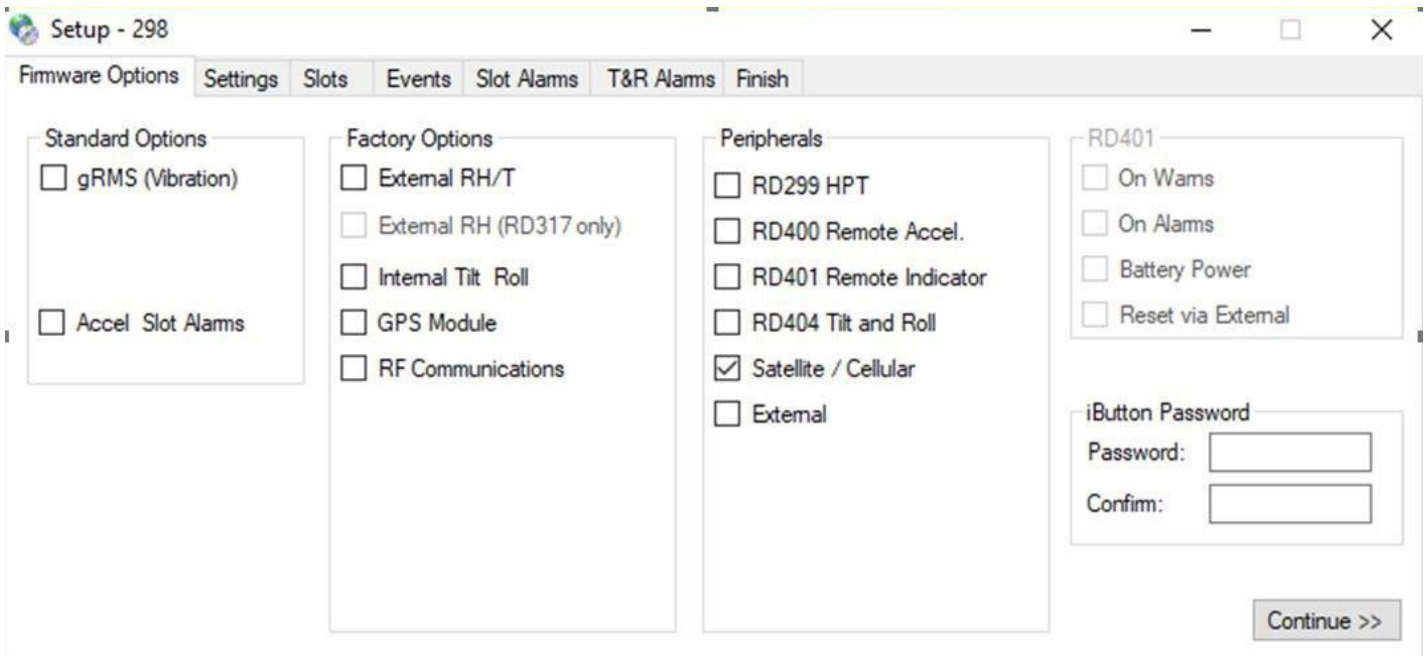 Setup - 298
Firmware Options Settings Slots Events Slot Alarms T&R Alarms Finish
Standard Options
gRMS (Vibration)
Accel Slot Alarms
Factory Options
External RH/T
External RH (RD317 only)
Internal Tilt Roll
GPS Module
RF Communications
Peripherals
RD299 HPT
RD400 Remote Accel.
RD401 Remote Indicator
RD404 Tilt and Roll
Satellite / Cellular
External
RD401
On Warns
On Alarms
Battery Power
Reset via External
iButton Password
Password:
Confirm:
Continue >>